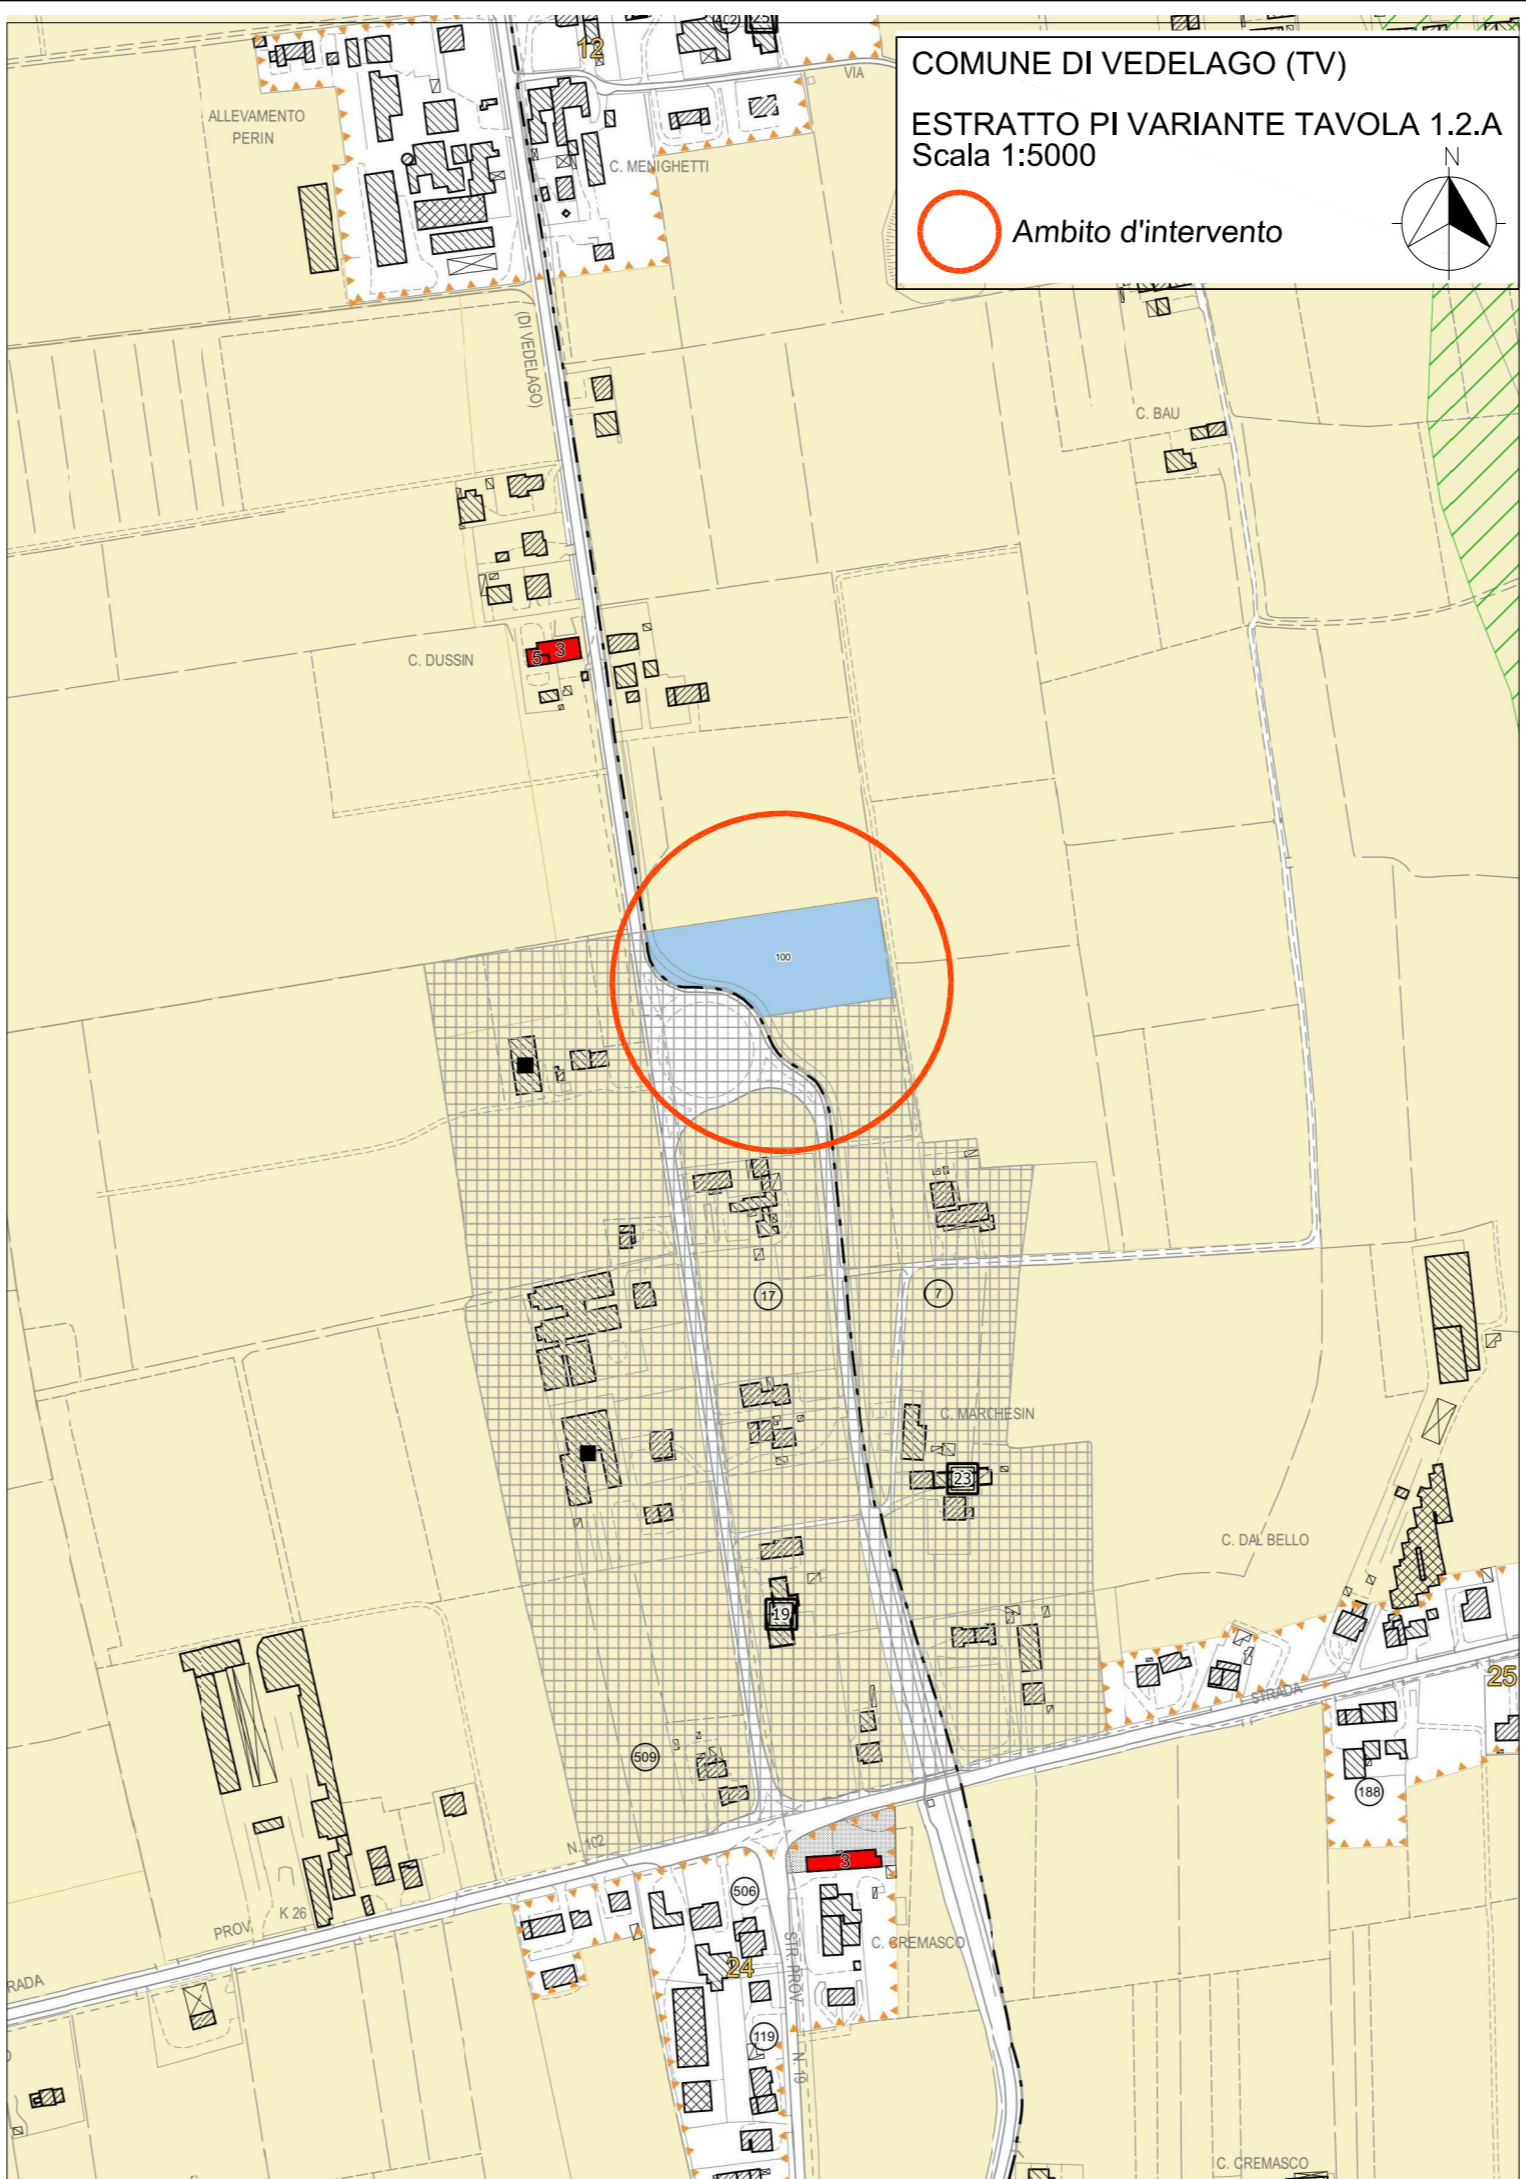 12
25
VIA
COMUNE DI VEDELAGO (TV)
ESTRATTO PI VARIANTE TAVOLA 1.2.A
Scala 1:5000
N
Ambito d'intervento
ALLEVAMENTO
PERIN
C. MENIGHETTI
(DI VEDELAGO)
C. BAU
5 3
C. DUSSIN
100
17
7
C. MARCHESIN
23
C. DAL BELLO
19
25
STRADA
509
188
N. 102
3
506
K 26
PROV.
C. CREMASCO
STR. PROV.
24
RADA
119
N. 19
C. CREMASCO